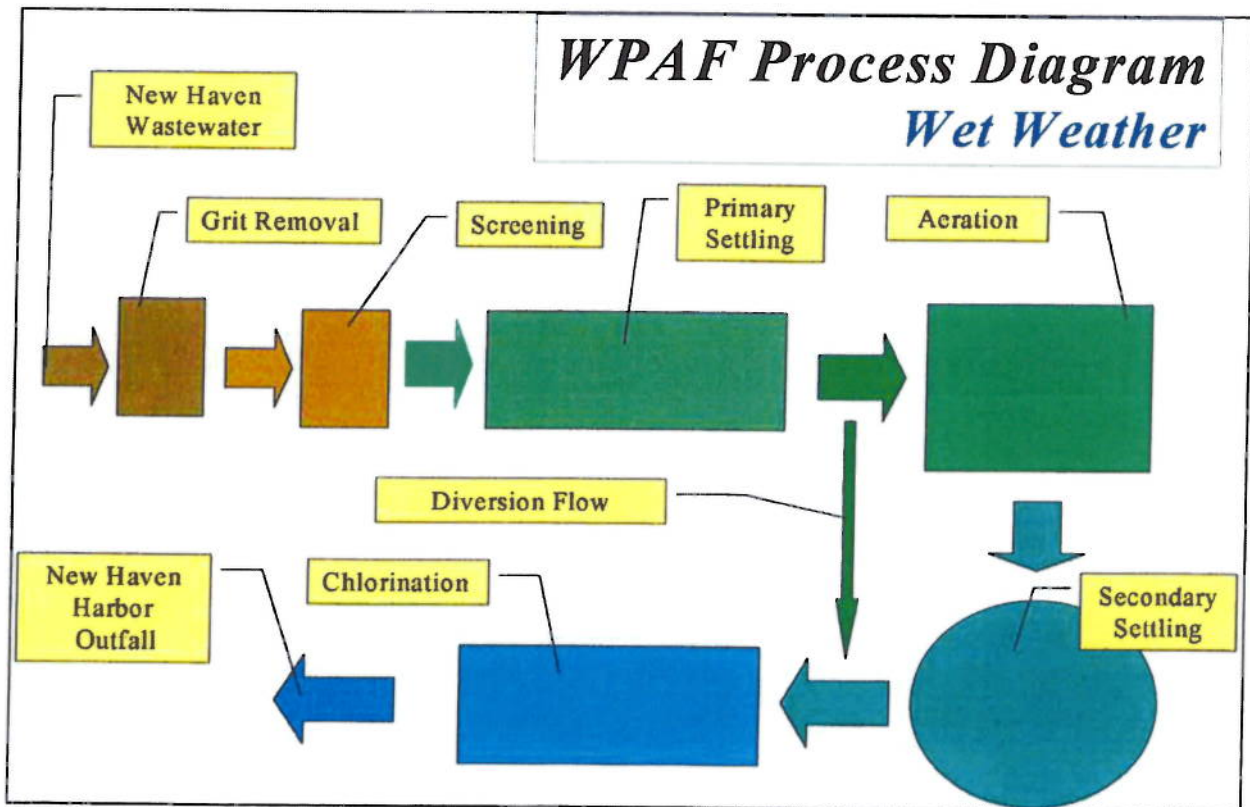 WPAF Process Diagram
Wet Weather
New Haven
Wastewater
Grit Removal
Screening
Primary
Settling
Aeration
Diversion Flow
New Haven
Harbor
Outfall
Chlorination
Secondary
Settling